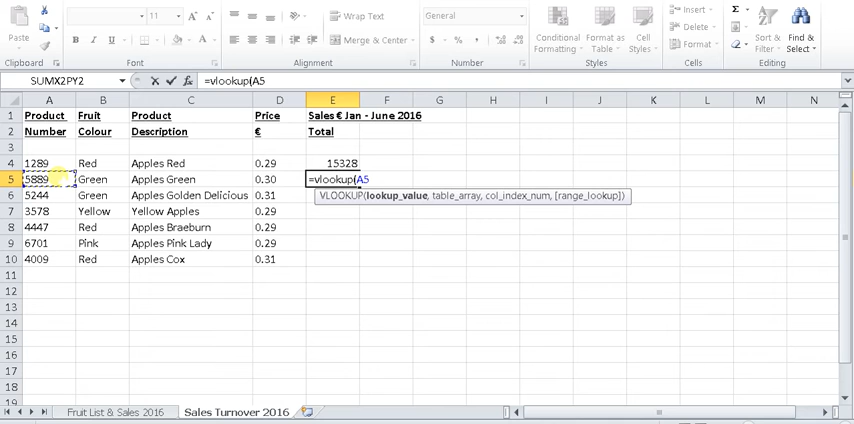 11
Wrap Text
General
Insert
Σ
Paste
B I U
Merge & Center
% ,
Conditional Formatting
Format as Table
Cell Styles
Delete
Format
Sort & Filter
Find & Select
Clipboard
Font
Alignment
Number
Styles
Cells
Editing
SUMX2PY2
fx
=vlookup(A5
A B C D E F G H I J K L M N
1 Product Fruit Product Price Sales € Jan - June 2016
2 Number Colour Description € Total
3
4 1289 Red Apples Red 0.29 15328
5 5889 Green Apples Green 0.30 =vlookup(A5
VLOOKUP(lookup_value, table_array, col_index_num, [range_lookup])
6 5244 Green Apples Golden Delicious 0.31
7 3578 Yellow Yellow Apples 0.29
8 4447 Red Apples Braeburn 0.29
9 6701 Pink Apples Pink Lady 0.29
10 4009 Red Apples Cox 0.31
11
12
13
14
15
16
17
18
19
Fruit List & Sales 2016
Sales Turnover 2016